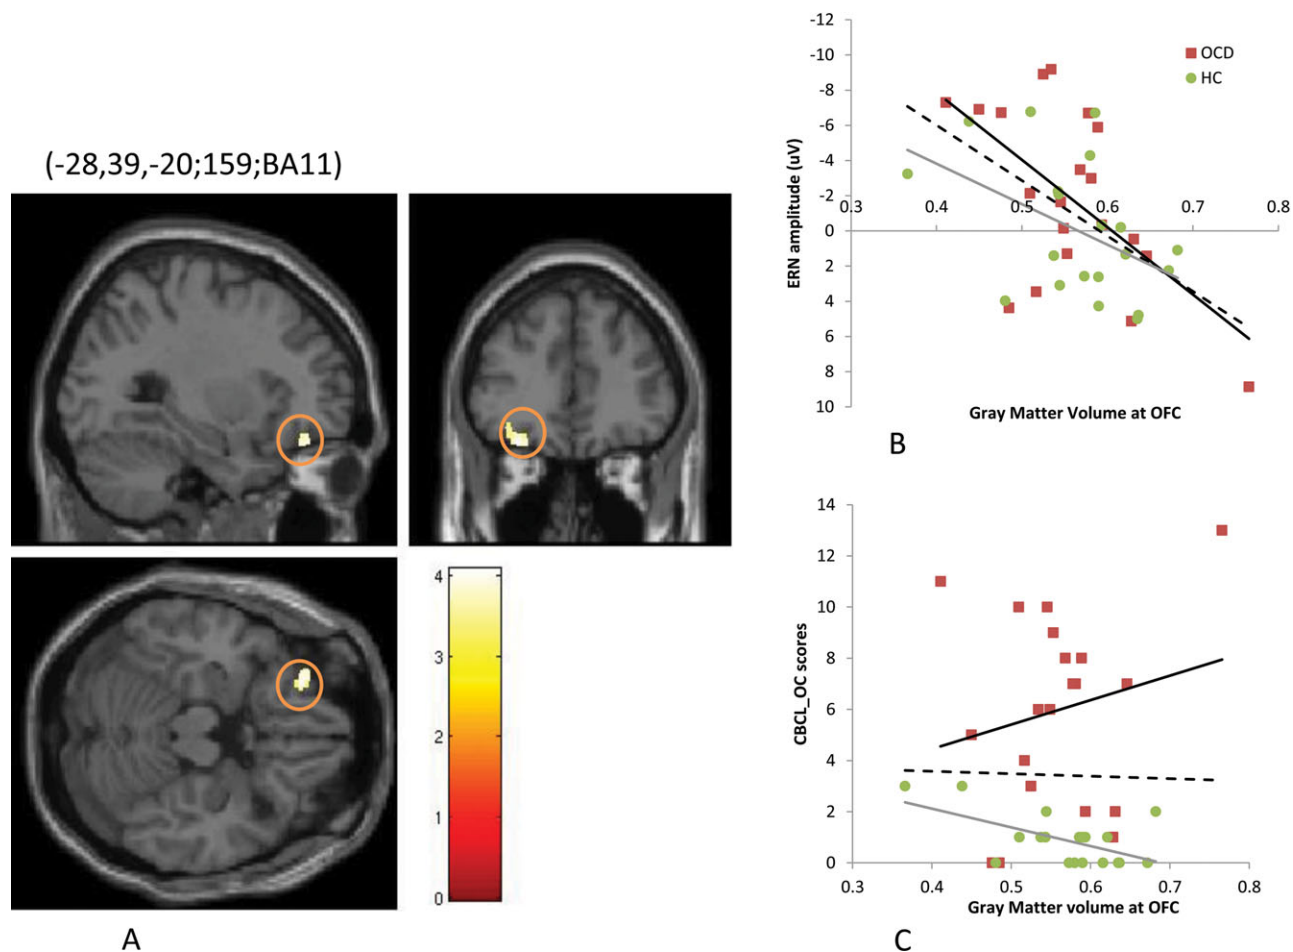 (-28,39,-20;159;BA11)
4
3
2
1
0
A
-12
-10
-8
-6
-4
-2
0
2
4
6
8
10
ERN amplitude (uV)
OCD
HC
0.3 0.4 0.5 0.6 0.7 0.8
Gray Matter Volume at OFC
B
14
12
10
8
6
4
2
0
CBCL_OC scores
0.3 0.4 0.5 0.6 0.7 0.8
Gray Matter volume at OFC
C